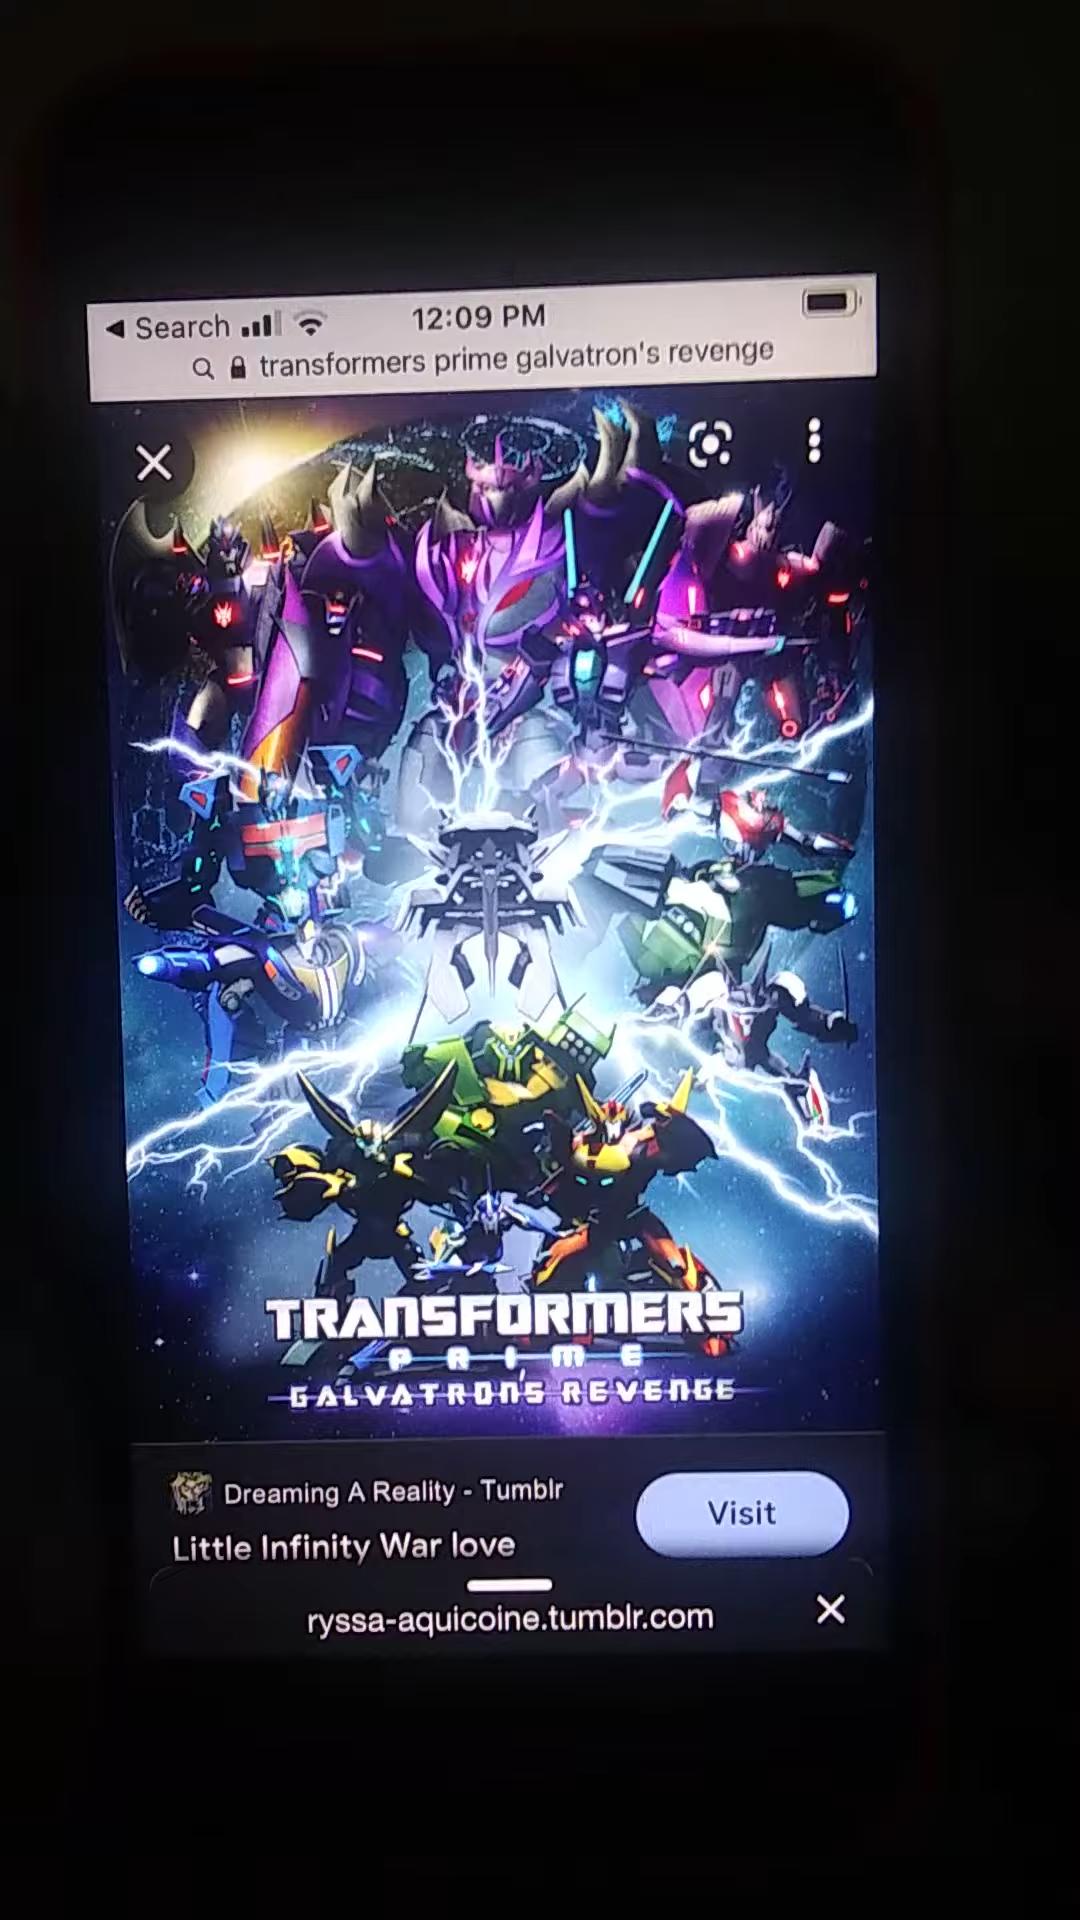 ◀ Search
12:09 PM
transformers prime galvatron's revenge
TRANSFORMERS
PRIME
GALVATRON'S REVENGE
Dreaming A Reality - Tumblr
Visit
Little Infinity War love
ryssa-aquicoine.tumblr.com